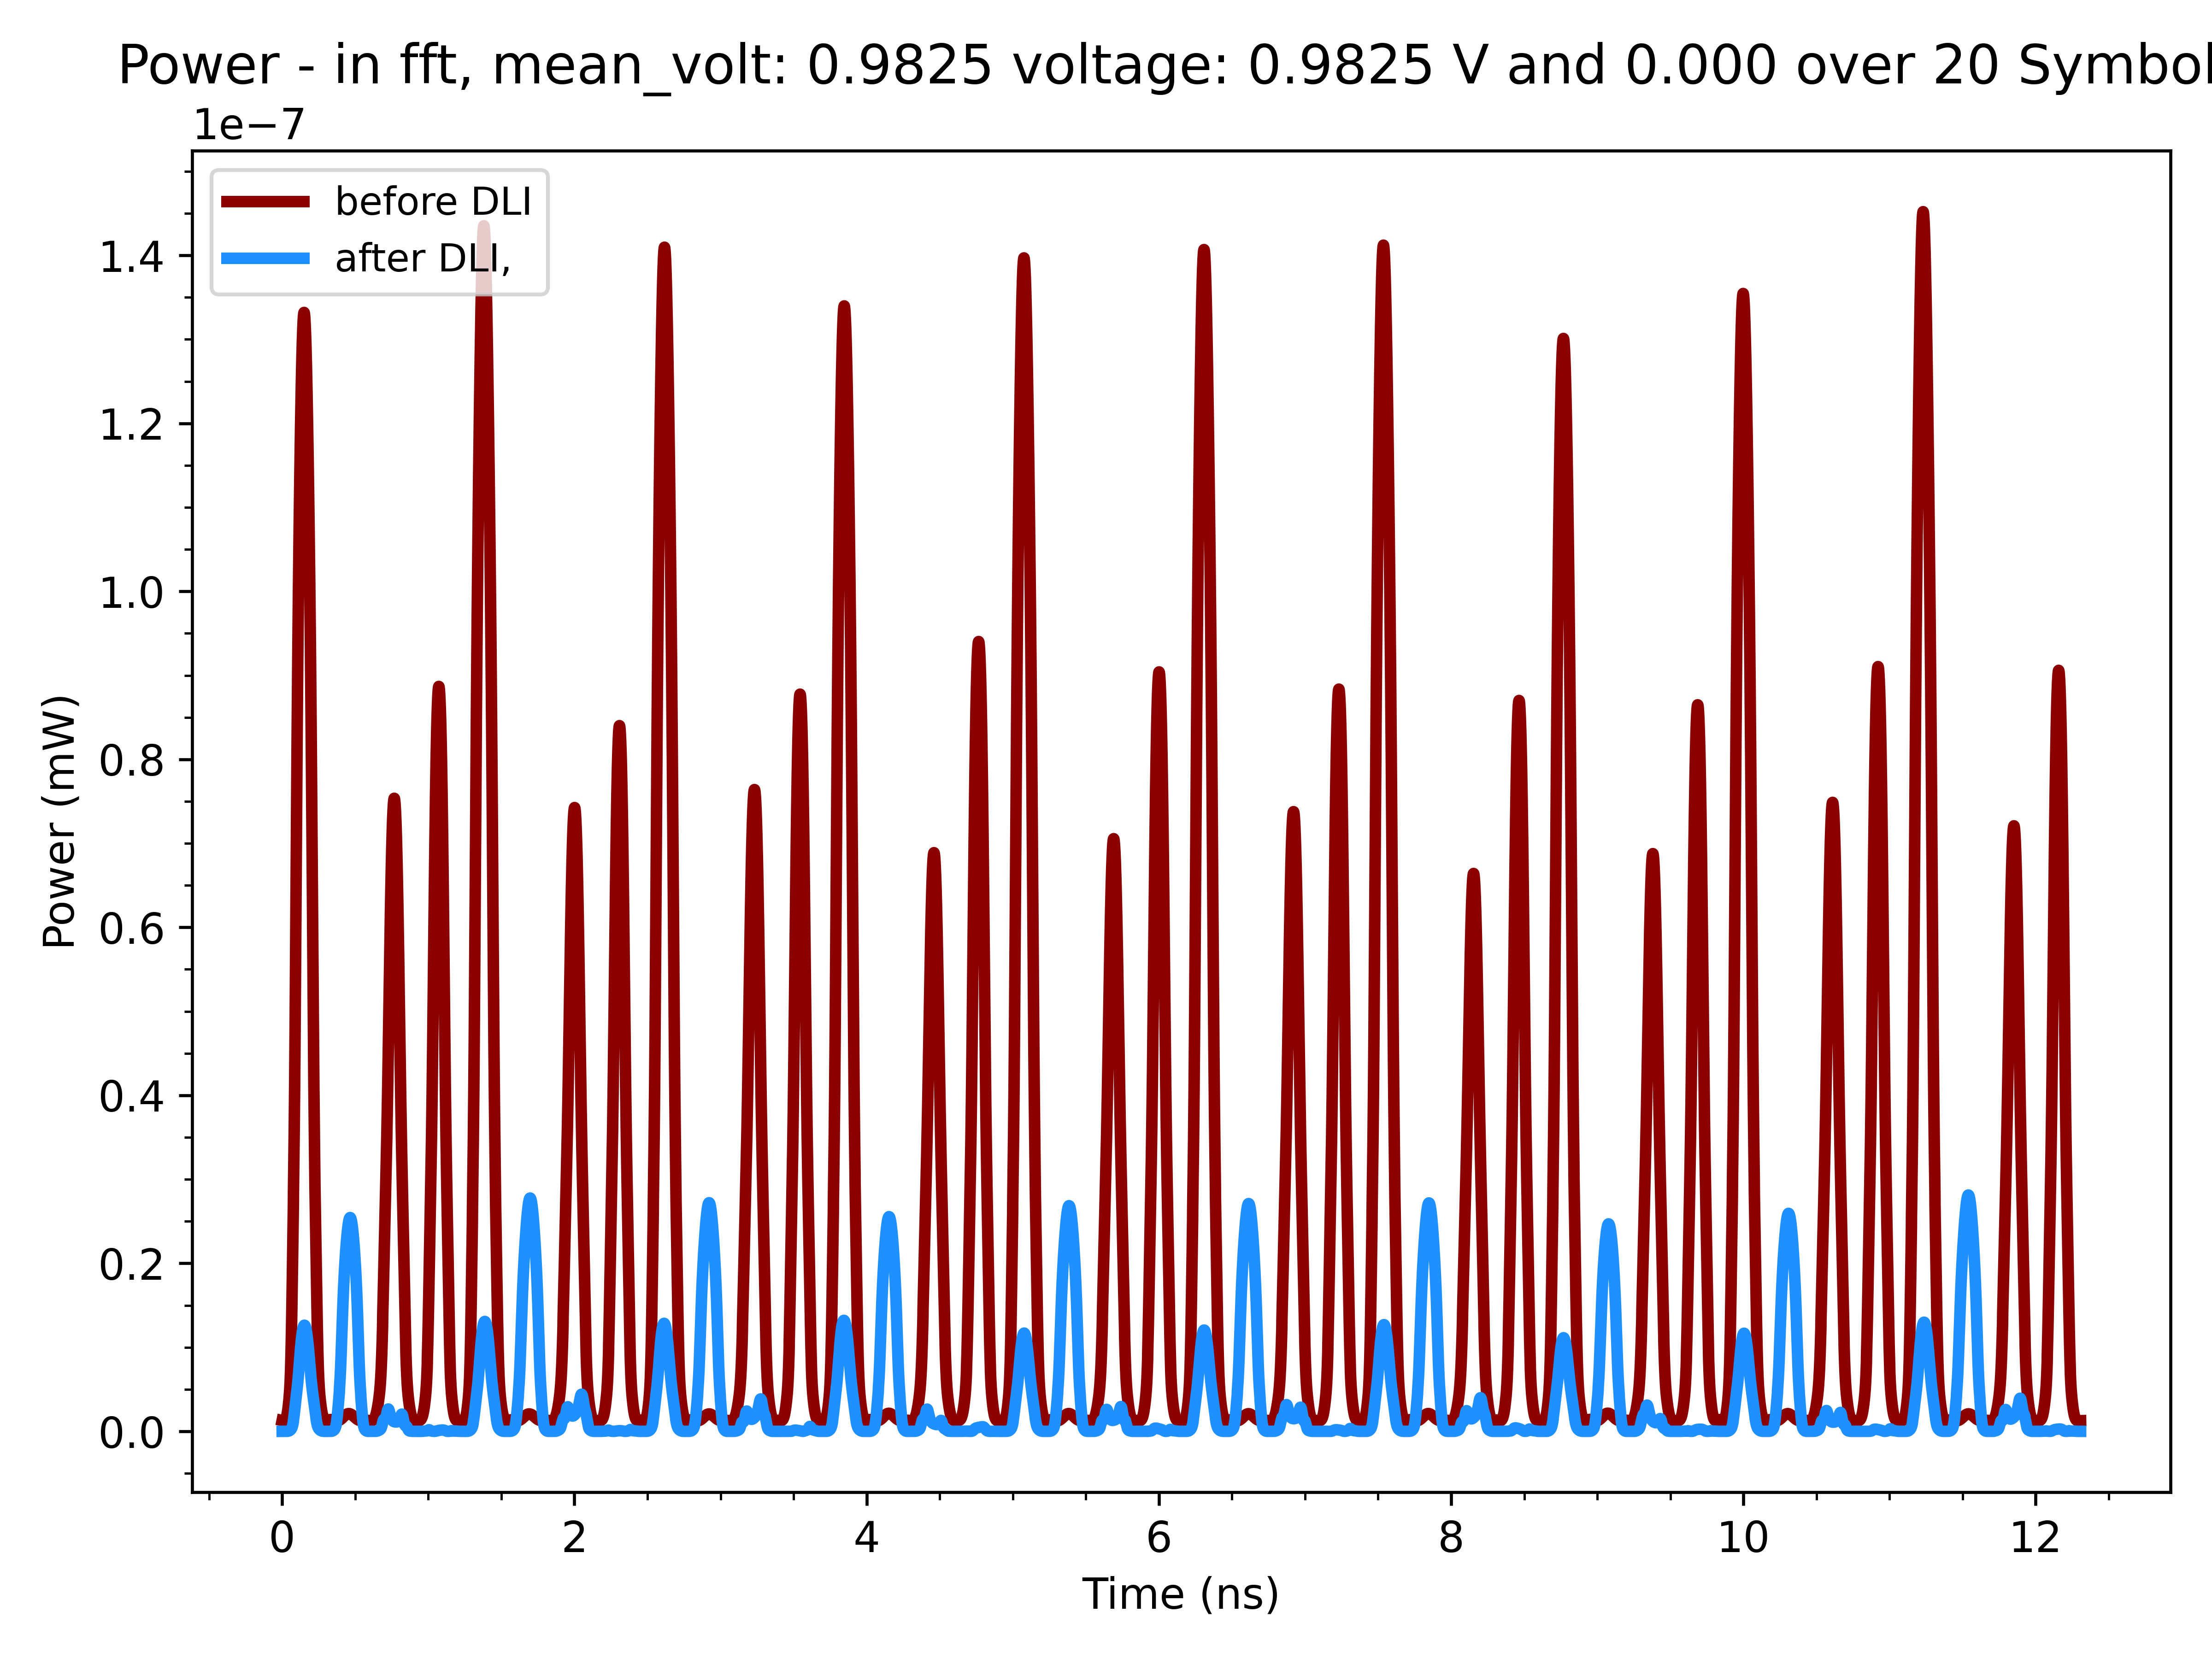 Power - in fft, mean_volt: 0.9825 voltage: 0.9825 V and 0.000 over 20 Symbol
1e−7
before DLI
after DLI,
1.4
1.2
1.0
0.8
0.6
0.4
0.2
0.0
Power (mW)
0 2 4 6 8 10 12
Time (ns)